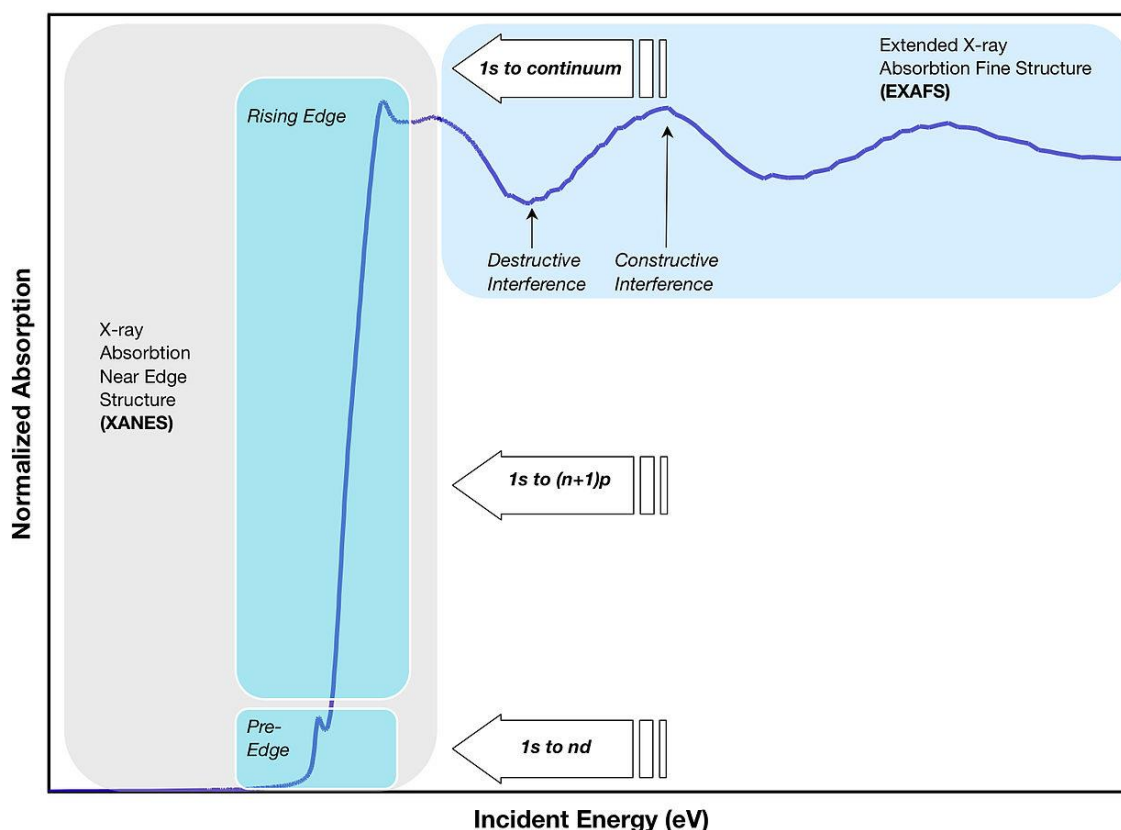 1s to continuum
Extended X-ray
Absorbtion Fine Structure
(EXAFS)
Rising Edge
Destructive
Interference
Constructive
Interference
X-ray
Absorbtion
Near Edge
Structure
(XANES)
1s to (n+1)p
Pre-
Edge
1s to nd
Normalized Absorption
Incident Energy (eV)